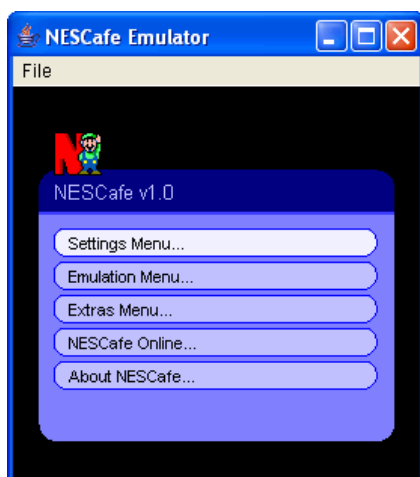 NESCafe Emulator
File
N
NESCafe v1.0
Settings Menu...
Emulation Menu...
Extras Menu...
NESCafe Online...
About NESCafe...